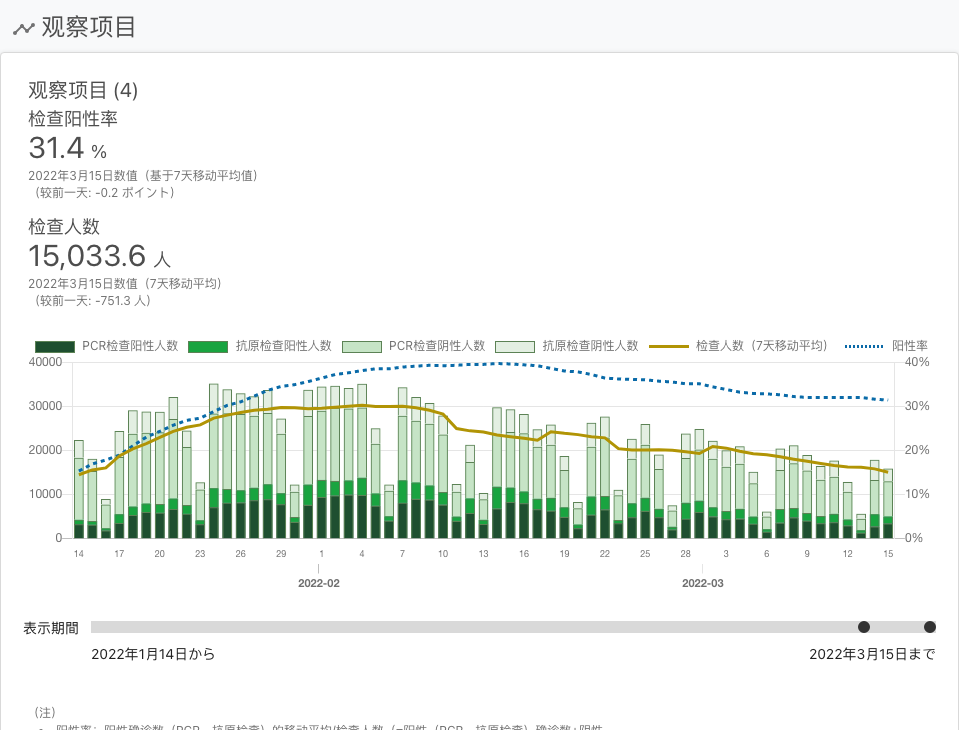 观察项目
观察项目 (4)
检查阳性率
31.4 %
2022年3月15日数值（基于7天移动平均值）
（较前一天: -0.2 ポイント）
检查人数
15,033.6 人
2022年3月15日数值（7天移动平均）
（较前一天: -751.3 人）
PCR检查阳性人数 抗原检查阳性人数 PCR检查阴性人数 抗原检查阴性人数 检查人数（7天移动平均） 阳性率
40000 40%
30000 30%
20000 20%
10000 10%
0 0%
14 17 20 23 26 29 1 4 7 10 13 16 19 22 25 28 3 6 9 12 15
2022-02 2022-03
表示期間
2022年1月14日から 2022年3月15日まで
（注）